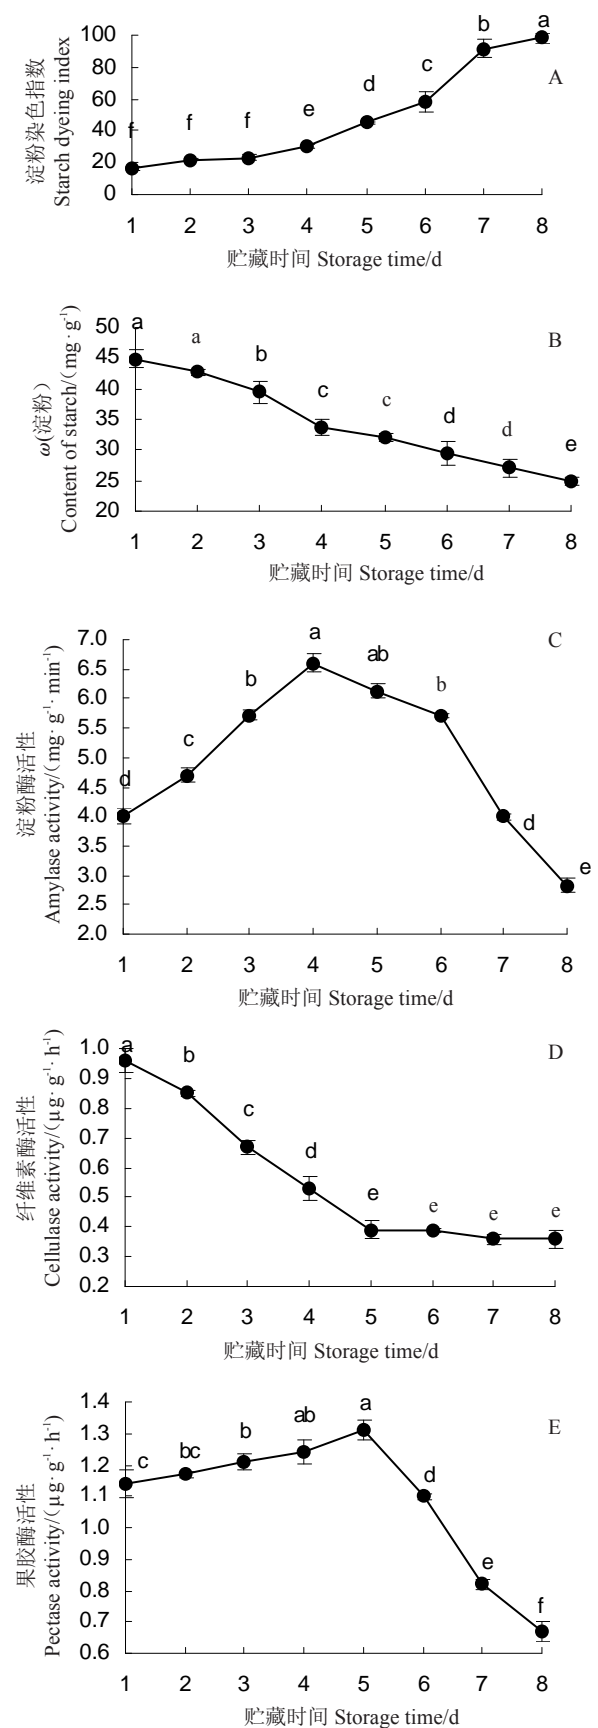 100
80
60
40
20
0
淀粉染色指数
Starch dyeing index
f f f e d c b a
A
1 2 3 4 5 6 7 8
贮藏时间 Storage time/d
50
45
40
35
30
25
20
ω(淀粉)
Content of starch/(mg·g⁻¹)
a a b c c d d e
B
1 2 3 4 5 6 7 8
贮藏时间 Storage time/d
7.0
6.5
6.0
5.5
5.0
4.5
4.0
3.5
3.0
2.5
2.0
淀粉酶活性
Amylase activity/(mg·g⁻¹·min⁻¹)
d c b a ab b d e
C
1 2 3 4 5 6 7 8
贮藏时间 Storage time/d
1.0
0.9
0.8
0.7
0.6
0.5
0.4
0.3
0.2
纤维素酶活性
Cellulase activity/(μg·g⁻¹·h⁻¹)
a b c d e e e e
D
1 2 3 4 5 6 7 8
贮藏时间 Storage time/d
1.4
1.3
1.2
1.1
1.0
0.9
0.8
0.7
0.6
果胶酶活性
Pectase activity/(μg·g⁻¹·h⁻¹)
c bc b ab a d e f
E
1 2 3 4 5 6 7 8
贮藏时间 Storage time/d